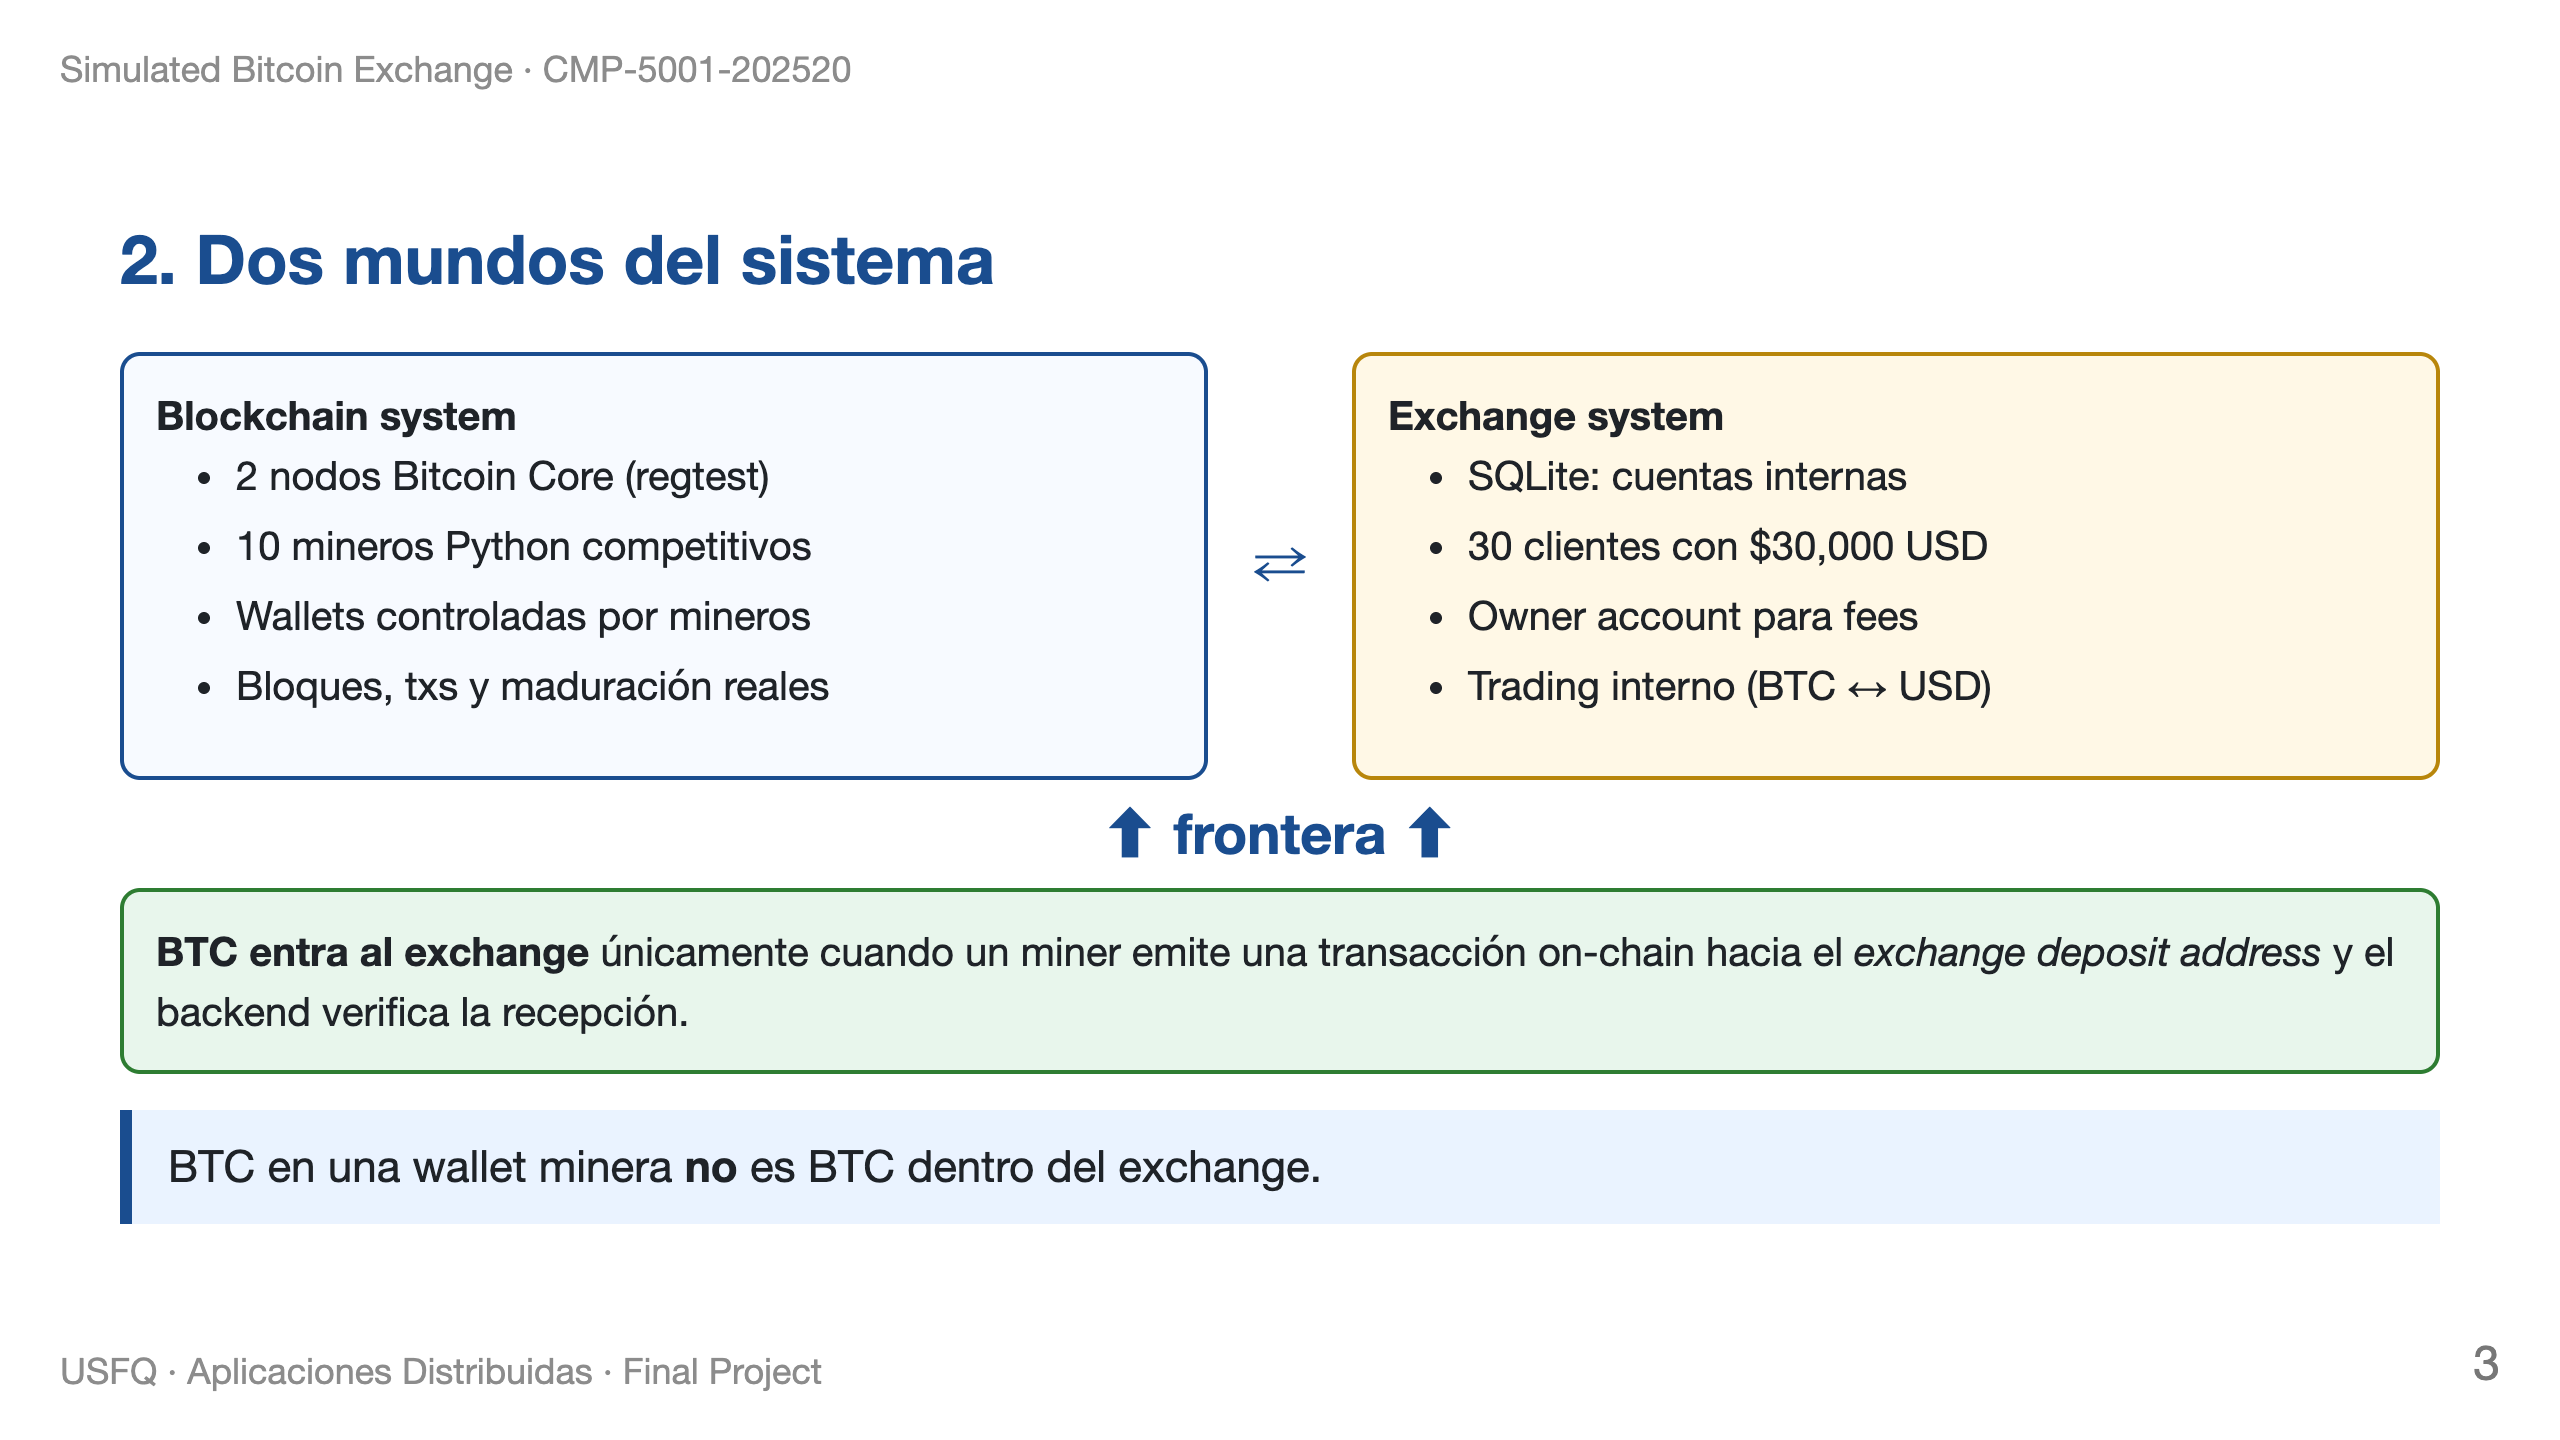 Simulated Bitcoin Exchange · CMP-5001-202520
2. Dos mundos del sistema
Blockchain system
• 2 nodos Bitcoin Core (regtest)
• 10 mineros Python competitivos
• Wallets controladas por mineros
• Bloques, txs y maduración reales
⇄
Exchange system
• SQLite: cuentas internas
• 30 clientes con $30,000 USD
• Owner account para fees
• Trading interno (BTC ↔ USD)
⬆ frontera ⬆
BTC entra al exchange únicamente cuando un miner emite una transacción on-chain hacia el exchange deposit address y el
backend verifica la recepción.
BTC en una wallet minera no es BTC dentro del exchange.
USFQ · Aplicaciones Distribuidas · Final Project
3